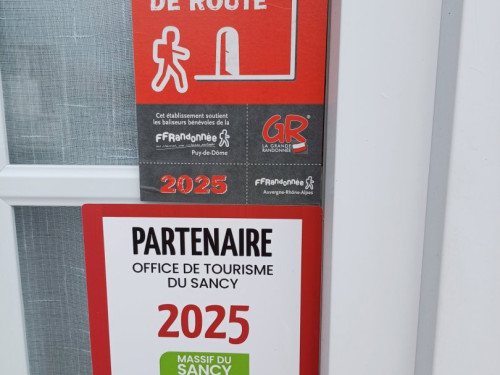 DE ROUTE
Cet établissement soutient
les baliseurs bénévoles de la
FFRandonnée
Puy-de-Dôme
GR
LA GRANDE
RANDONNÉE
2025
FFRandonnée
Auvergne-Rhône-Alpes
PARTENAIRE
OFFICE DE TOURISME
DU SANCY
2025
MASSIF DU
SANCY